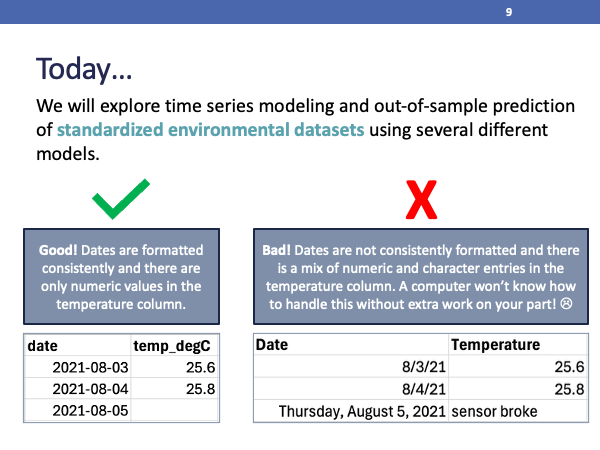 9
Today...
We will explore time series modeling and out-of-sample prediction
of standardized environmental datasets using several different
models.
Good! Dates are formatted
consistently and there are
only numeric values in the
temperature column.
Bad! Dates are not consistently formatted and there
is a mix of numeric and character entries in the
temperature column. A computer won't know how
to handle this without extra work on your part! ☹
date temp_degC
2021-08-03 25.6
2021-08-04 25.8
2021-08-05
Date Temperature
8/3/21 25.6
8/4/21 25.8
Thursday, August 5, 2021 sensor broke